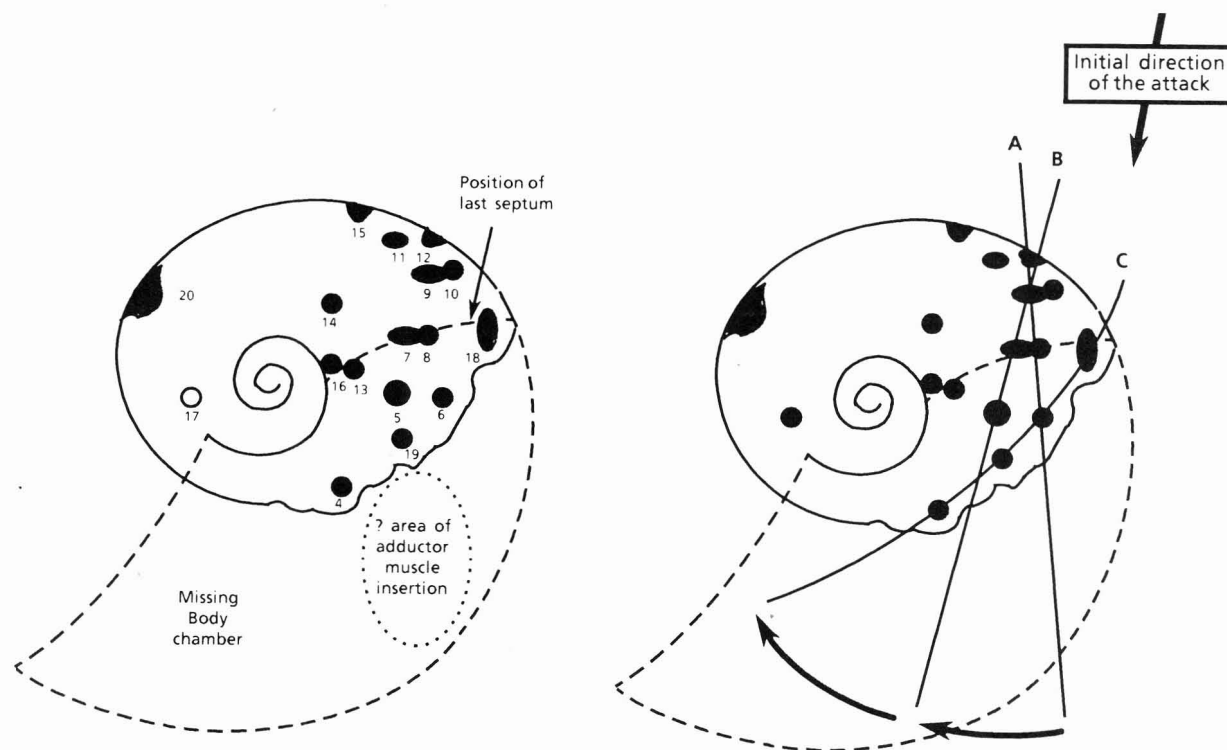 Initial direction
of the attack
A
B
C
Position of
last septum
15
11
12
9
10
20
14
7
8
18
16
13
17
5
6
19
4
? area of
adductor
muscle
insertion
Missing
Body
chamber